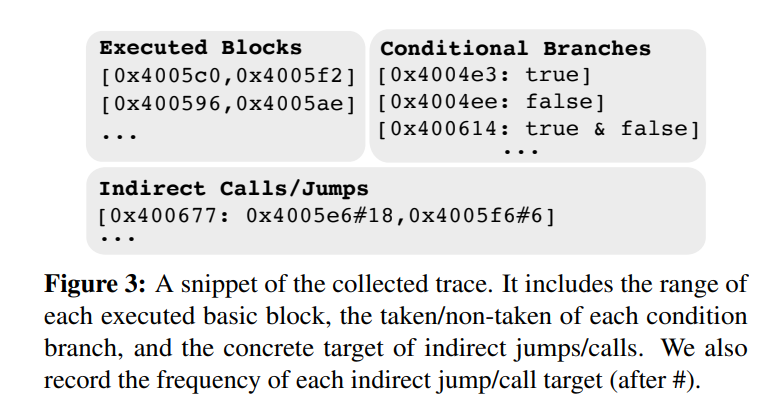 Executed Blocks
[0x4005c0,0x4005f2]
[0x400596,0x4005ae]
...
Conditional Branches
[0x4004e3: true]
[0x4004ee: false]
[0x400614: true & false]
...
Indirect Calls/Jumps
[0x400677: 0x4005e6#18,0x4005f6#6]
...
Figure 3: A snippet of the collected trace. It includes the range of
each executed basic block, the taken/non-taken of each condition
branch, and the concrete target of indirect jumps/calls. We also
record the frequency of each indirect jump/call target (after #).